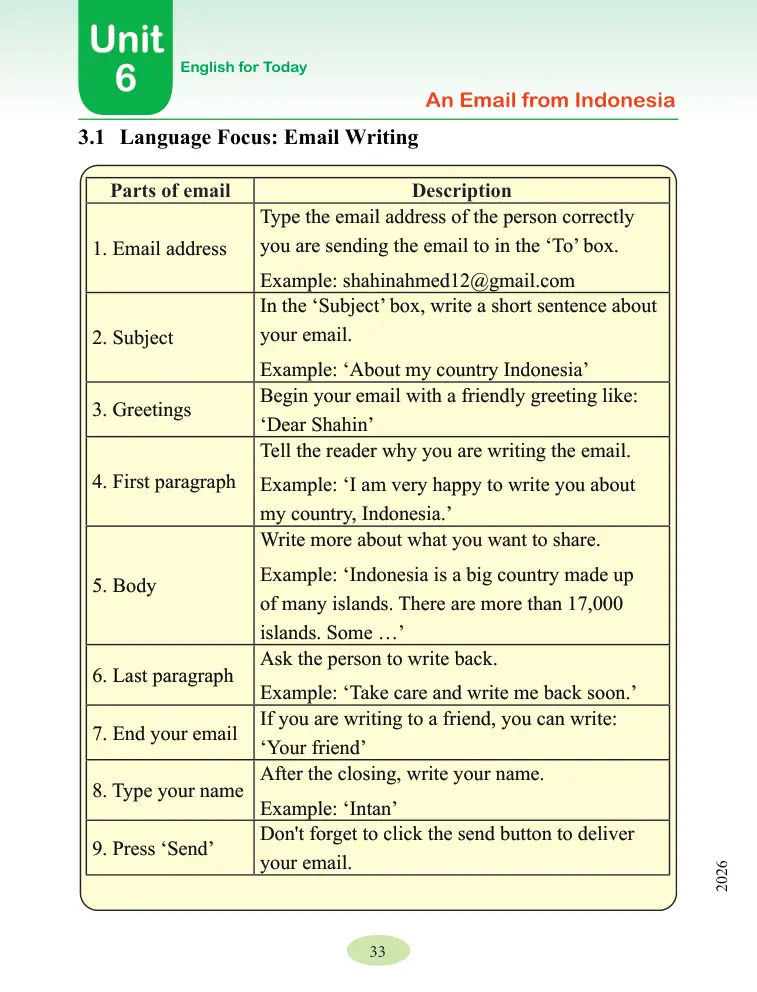 Unit
6
English for Today
An Email from Indonesia
3.1 Language Focus: Email Writing
Parts of email Description
1. Email address
Type the email address of the person correctly
you are sending the email to in the ‘To’ box.
Example: shahinahmed12@gmail.com
2. Subject
In the ‘Subject’ box, write a short sentence about
your email.
Example: ‘About my country Indonesia’
3. Greetings
Begin your email with a friendly greeting like:
‘Dear Shahin’
4. First paragraph
Tell the reader why you are writing the email.
Example: ‘I am very happy to write you about
my country, Indonesia.’
5. Body
Write more about what you want to share.
Example: ‘Indonesia is a big country made up
of many islands. There are more than 17,000
islands. Some …’
6. Last paragraph
Ask the person to write back.
Example: ‘Take care and write me back soon.’
7. End your email
If you are writing to a friend, you can write:
‘Your friend’
8. Type your name
After the closing, write your name.
Example: ‘Intan’
9. Press ‘Send’
Don't forget to click the send button to deliver
your email.
33
2026